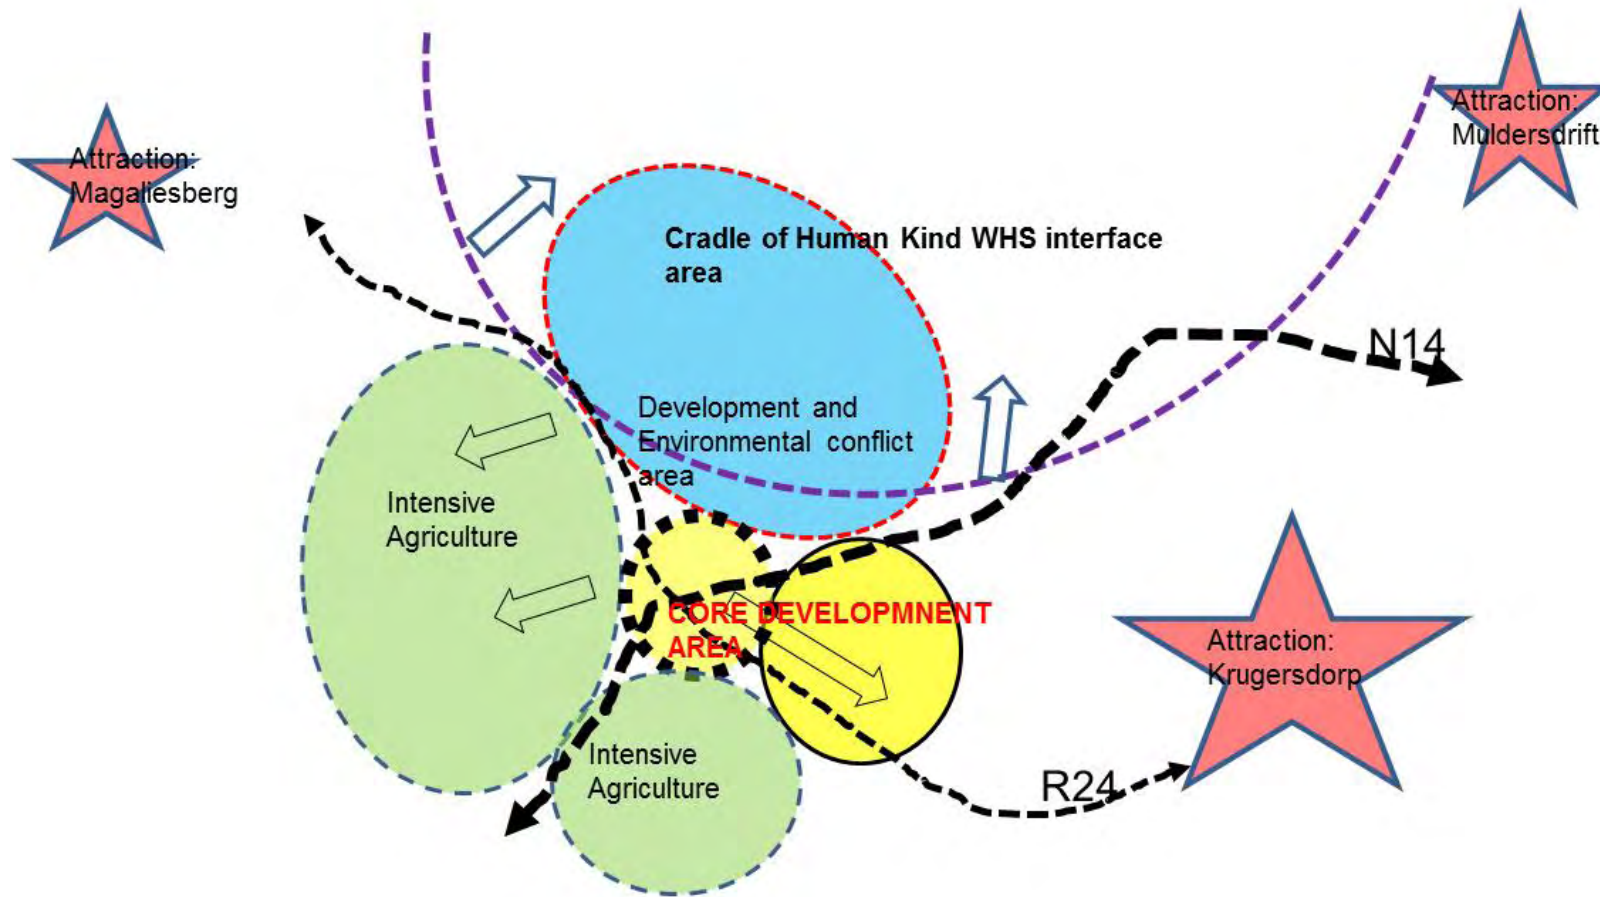 Attraction:
Muldersdrift
Attraction:
Magaliesberg
Cradle of Human Kind WHS interface
area
N14
Development and
Environmental conflict
area
Intensive
Agriculture
CORE DEVELOPMNENT
AREA
Attraction:
Krugersdorp
Intensive
Agriculture
R24